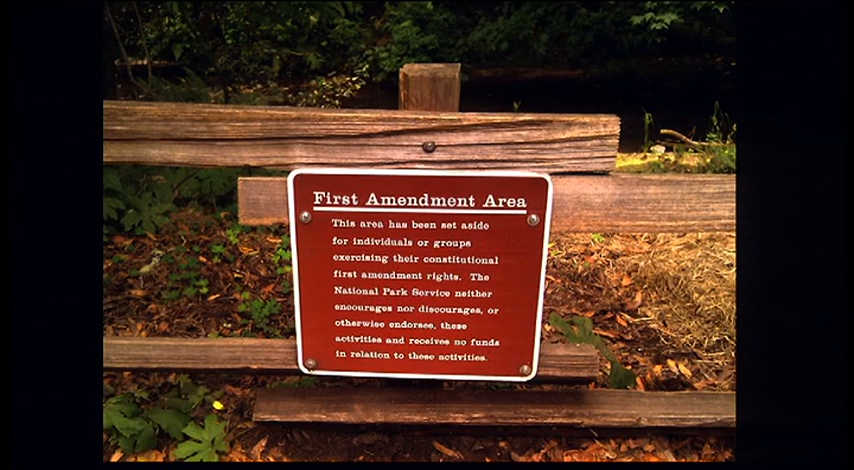 First Amendment Area
This area has been set aside
for individuals or groups
exercising their constitutional
first amendment rights. The
National Park Service neither
encourages nor discourages, or
otherwise endorses, these
activities and receives no funds
in relation to these activities.